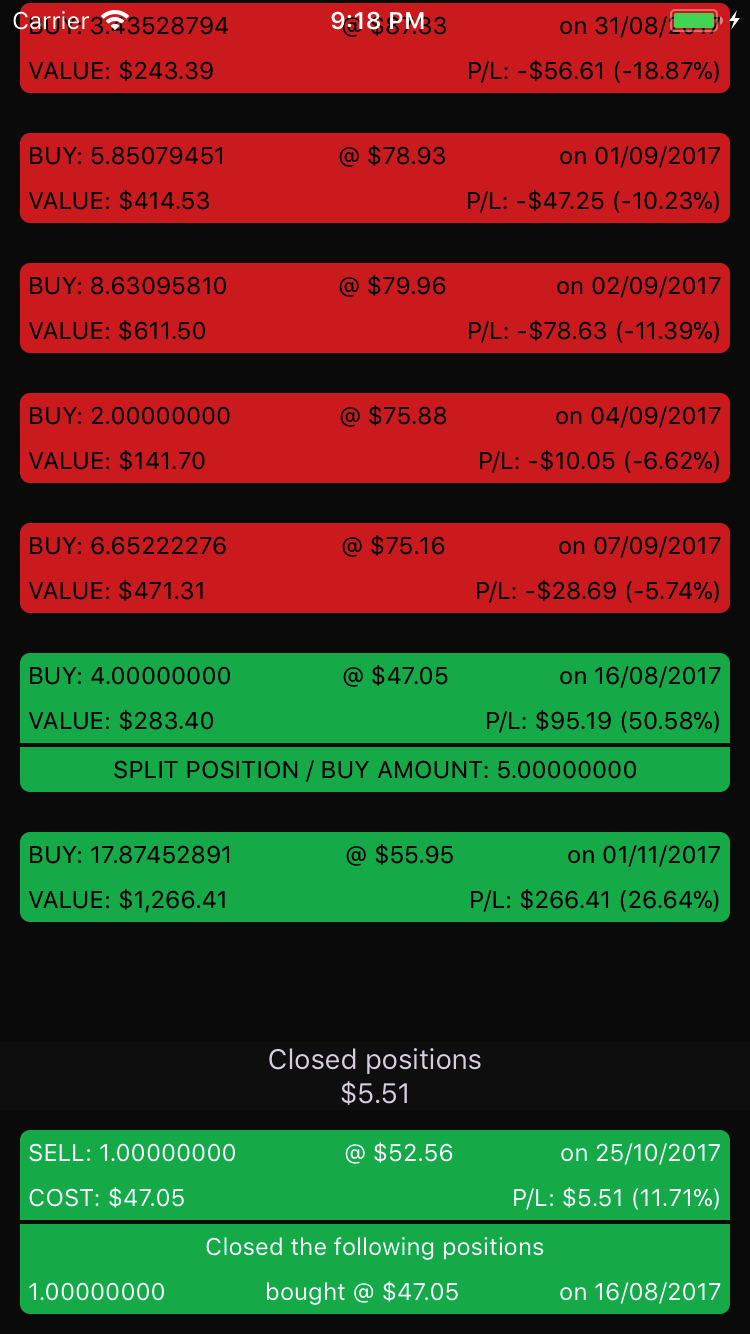 Carrier 9:18 PM
BUY: 3.43528794 @ $87.33 on 31/08/2017
VALUE: $243.39 P/L: -$56.61 (-18.87%)
BUY: 5.85079451 @ $78.93 on 01/09/2017
VALUE: $414.53 P/L: -$47.25 (-10.23%)
BUY: 8.63095810 @ $79.96 on 02/09/2017
VALUE: $611.50 P/L: -$78.63 (-11.39%)
BUY: 2.00000000 @ $75.88 on 04/09/2017
VALUE: $141.70 P/L: -$10.05 (-6.62%)
BUY: 6.65222276 @ $75.16 on 07/09/2017
VALUE: $471.31 P/L: -$28.69 (-5.74%)
BUY: 4.00000000 @ $47.05 on 16/08/2017
VALUE: $283.40 P/L: $95.19 (50.58%)
SPLIT POSITION / BUY AMOUNT: 5.00000000
BUY: 17.87452891 @ $55.95 on 01/11/2017
VALUE: $1,266.41 P/L: $266.41 (26.64%)
Closed positions
$5.51
SELL: 1.00000000 @ $52.56 on 25/10/2017
COST: $47.05 P/L: $5.51 (11.71%)
Closed the following positions
1.00000000 bought @ $47.05 on 16/08/2017